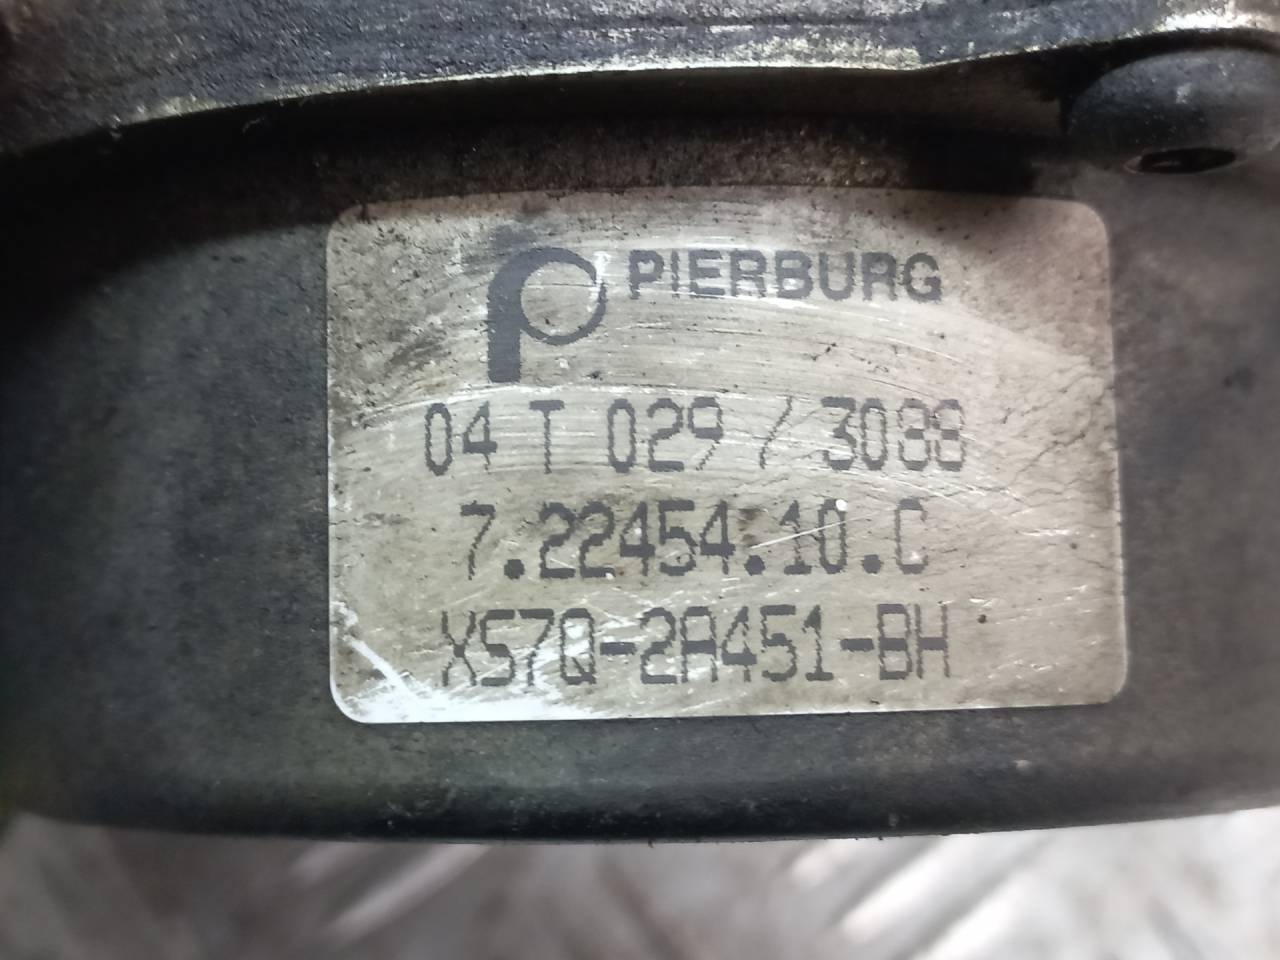 PIERBURG
04 T 029 / 3088
7.22454.10.C
XS7Q-2A451-BH